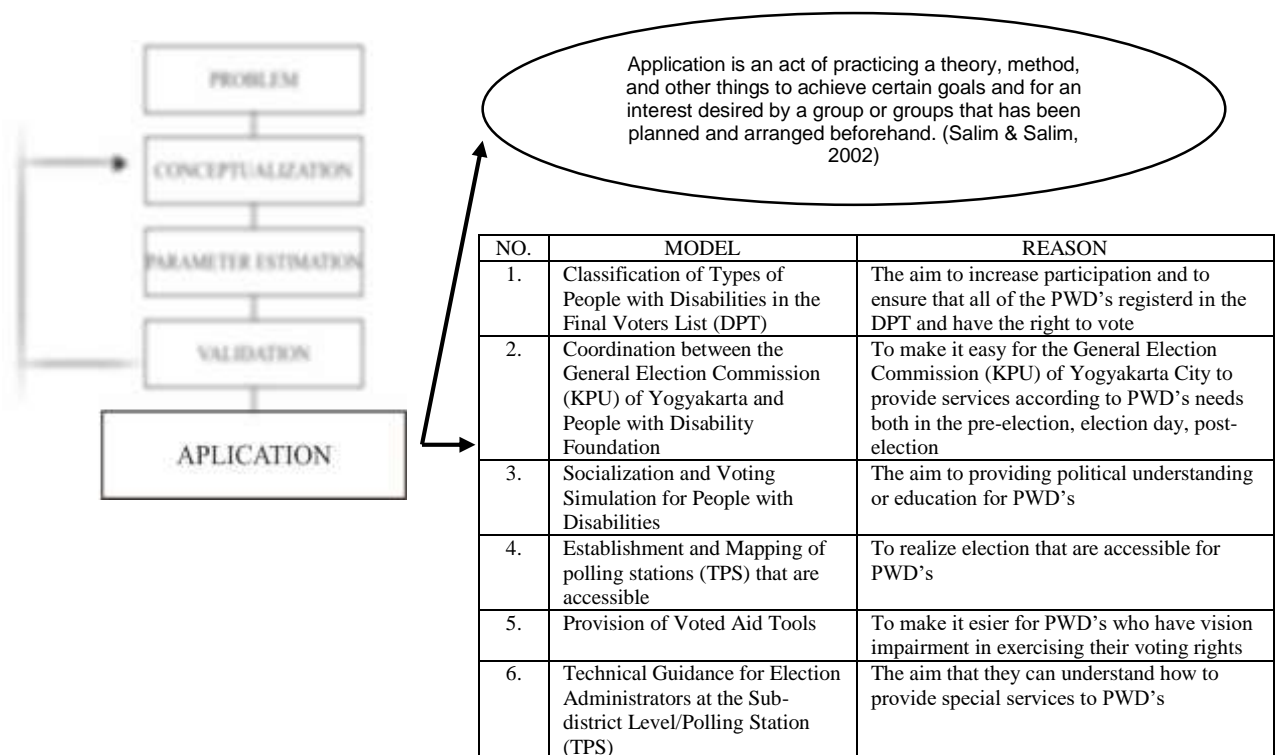 PROBLEM
CONCEPTUALIZATION
PARAMETER ESTIMATION
VALIDATION
APLICATION
Application is an act of practicing a theory, method,
and other things to achieve certain goals and for an
interest desired by a group or groups that has been
planned and arranged beforehand. (Salim & Salim,
2002)
NO. MODEL REASON
1. Classification of Types of People with Disabilities in the Final Voters List (DPT)
The aim to increase participation and to ensure that all of the PWD's registerd in the DPT and have the right to vote
2. Coordination between the General Election Commission (KPU) of Yogyakarta and People with Disability Foundation
To make it easy for the General Election Commission (KPU) of Yogyakarta City to provide services according to PWD's needs both in the pre-election, election day, post-election
3. Socialization and Voting Simulation for People with Disabilities
The aim to providing political understanding or education for PWD's
4. Establishment and Mapping of polling stations (TPS) that are accessible
To realize election that are accessible for PWD's
5. Provision of Voted Aid Tools
To make it esier for PWD's who have vision impairment in exercising their voting rights
6. Technical Guidance for Election Administrators at the Sub-district Level/Polling Station (TPS)
The aim that they can understand how to provide special services to PWD's